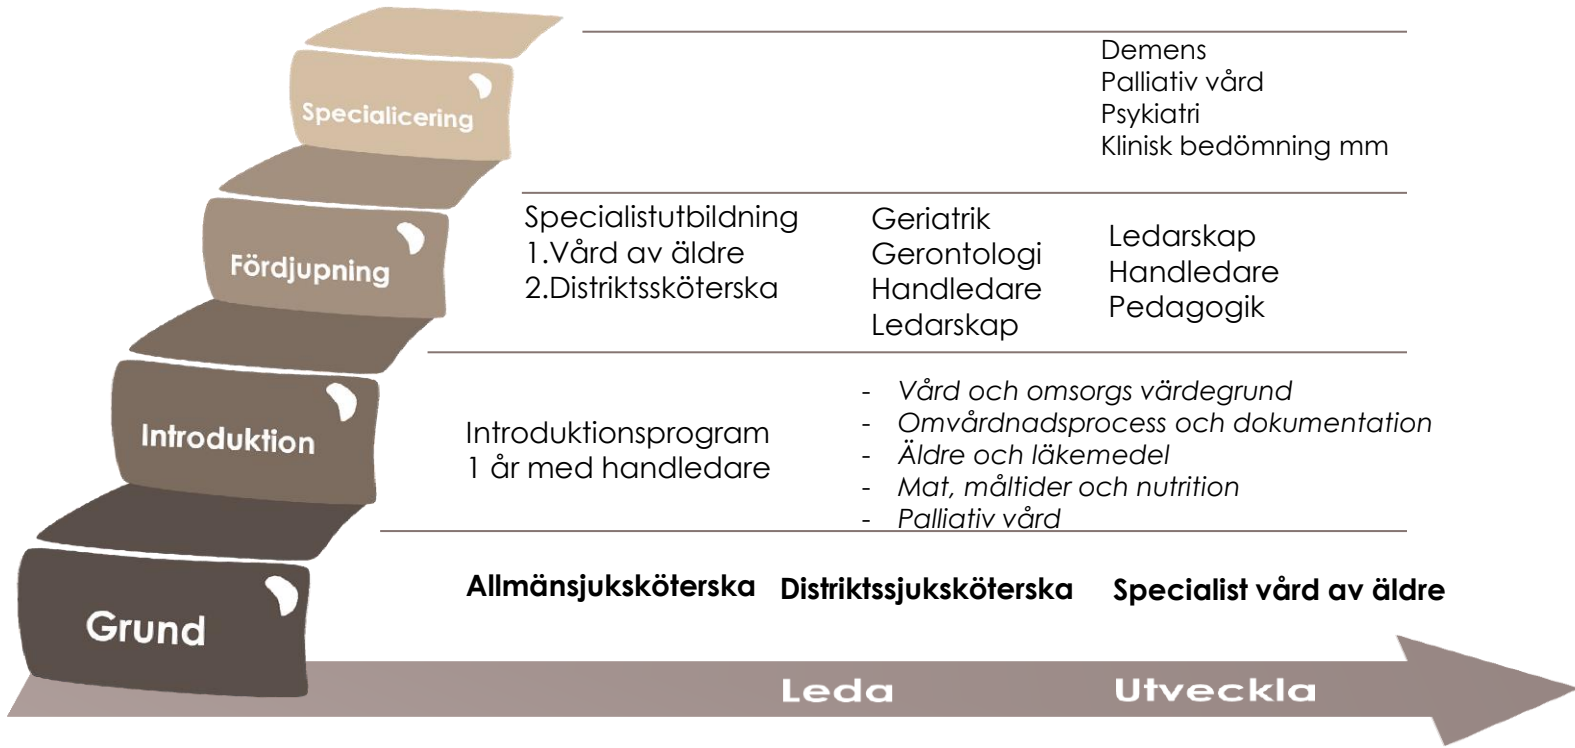 Specialicering
Demens
Palliativ vård
Psykiatri
Klinisk bedömning mm
Fördjupning
Specialistutbildning
1.Vård av äldre
2.Distriktssköterska
Geriatrik
Gerontologi
Handledare
Ledarskap
Ledarskap
Handledare
Pedagogik
Introduktion
Introduktionsprogram
1 år med handledare
- Vård och omsorgs värdegrund
- Omvårdnadsprocess och dokumentation
- Äldre och läkemedel
- Mat, måltider och nutrition
- Palliativ vård
Grund
Allmänsjuksköterska
Distriktssjuksköterska
Specialist vård av äldre
Leda
Utveckla